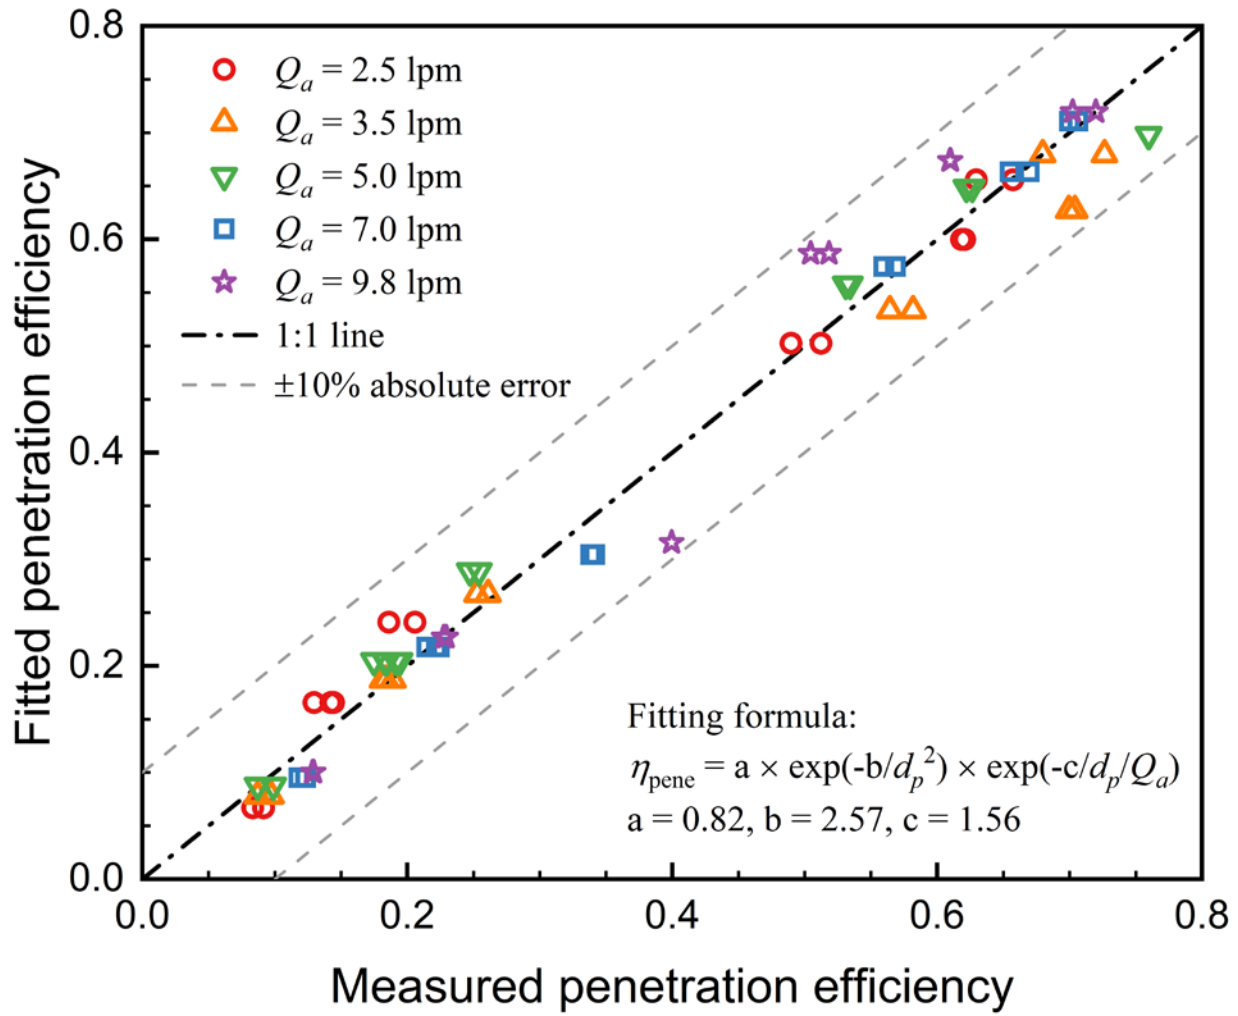 0.8
0.6
0.4
0.2
0.0
Fitted penetration efficiency
Qₐ = 2.5 lpm
Qₐ = 3.5 lpm
Qₐ = 5.0 lpm
Qₐ = 7.0 lpm
Qₐ = 9.8 lpm
1:1 line
±10% absolute error
Fitting formula:
ηpene = a × exp(-b/dp²) × exp(-c/dp/Qₐ)
a = 0.82, b = 2.57, c = 1.56
0.0 0.2 0.4 0.6 0.8
Measured penetration efficiency